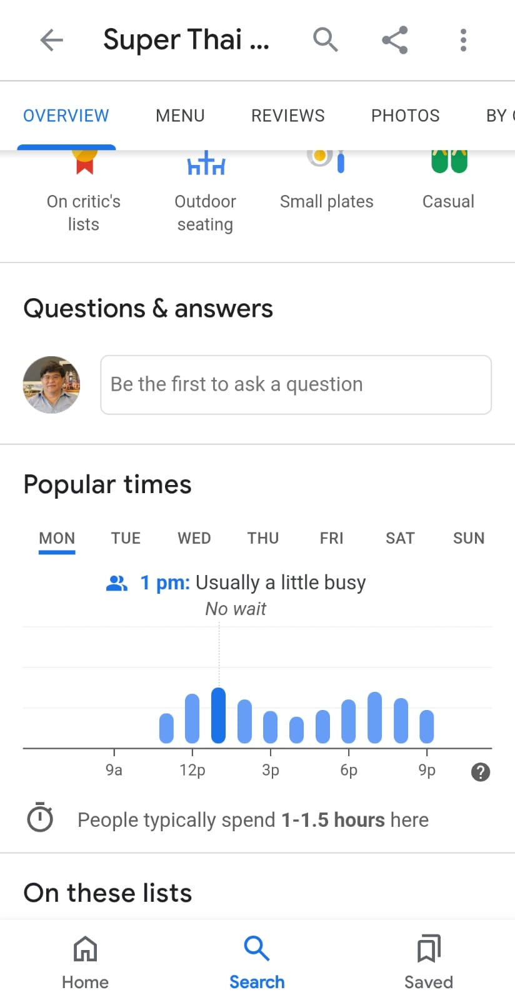 Super Thai ...
OVERVIEW MENU REVIEWS PHOTOS BY
On critic's lists
Outdoor seating
Small plates
Casual
Questions & answers
Be the first to ask a question
Popular times
MON TUE WED THU FRI SAT SUN
1 pm: Usually a little busy
No wait
9a 12p 3p 6p 9p ?
People typically spend 1-1.5 hours here
On these lists
Home Search Saved